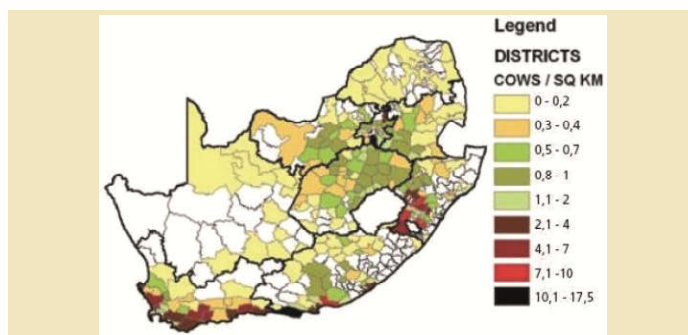 Legend
DISTRICTS
COWS / SQ KM
0 - 0,2
0,3 - 0,4
0,5 - 0,7
0,8 - 1
1,1 - 2
2,1 - 4
4,1 - 7
7,1 -10
10,1 - 17,5